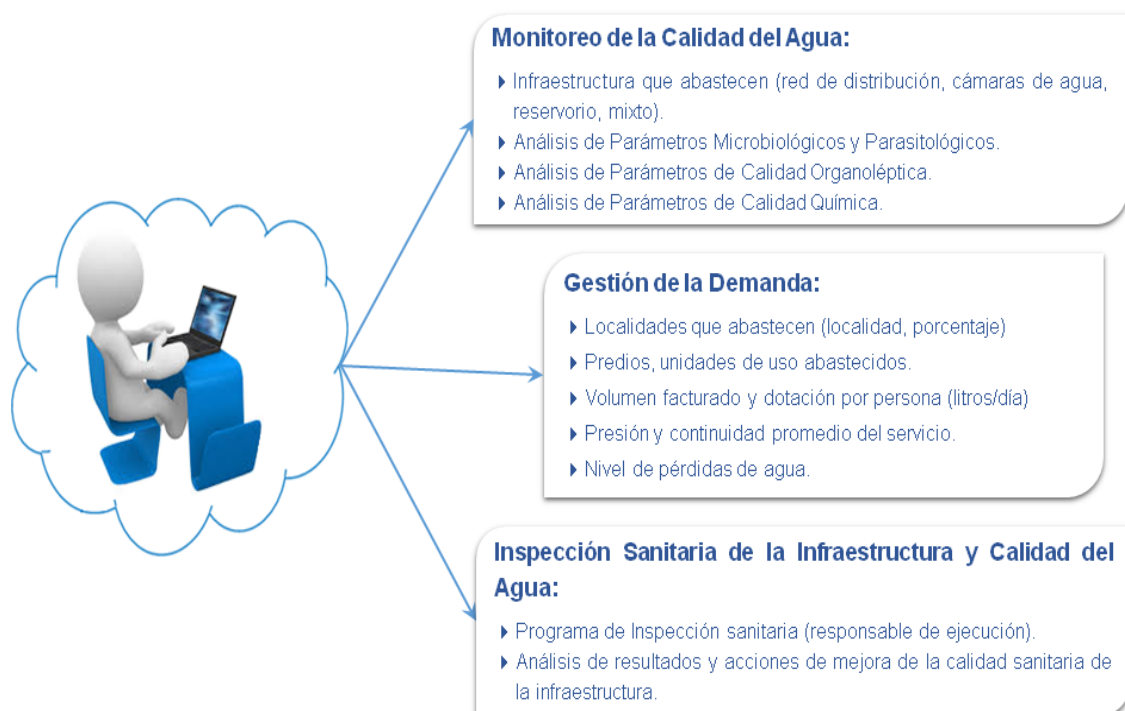 Monitoreo de la Calidad del Agua:
Infraestructura que abastecen (red de distribución, cámaras de agua,
reservorio, mixto).
Análisis de Parámetros Microbiológicos y Parasitológicos.
Análisis de Parámetros de Calidad Organoléptica.
Análisis de Parámetros de Calidad Química.
Gestión de la Demanda:
Localidades que abastecen (localidad, porcentaje)
Predios, unidades de uso abastecidos.
Volumen facturado y dotación por persona (litros/día)
Presión y continuidad promedio del servicio.
Nivel de pérdidas de agua.
Inspección Sanitaria de la Infraestructura y Calidad del
Agua:
Programa de Inspección sanitaria (responsable de ejecución).
Análisis de resultados y acciones de mejora de la calidad sanitaria de
la infraestructura.